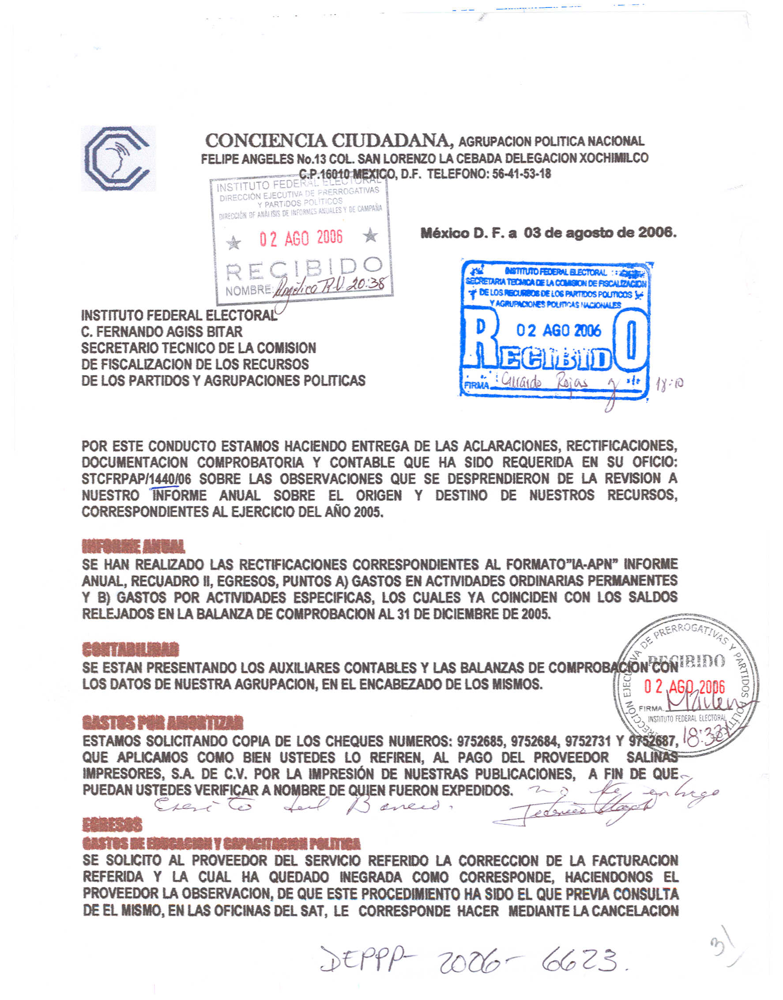 CONCIENCIA CIUDADANA, AGRUPACION POLITICA NACIONAL
FELIPE ANGELES No.13 COL. SAN LORENZO LA CEBADA DELEGACION XOCHIMILCO
C.P.16010 MEXICO, D.F. TELEFONO: 56-41-53-18
INSTITUTO FEDERAL ELECTORAL
DIRECCIÓN EJECUTIVA DE PRERROGATIVAS
Y PARTIDOS POLÍTICOS
DIRECCIÓN DE ANÁLISIS DE INFORMES ANUALES Y DE CAMPAÑA
02 AGO 2006
RECIBIDO
NOMBRE: Angélica R.V. 20:38
México D. F. a 03 de agosto de 2006.
INSTITUTO FEDERAL ELECTORAL
SECRETARIA TECNICA DE LA COMISION DE FISCALIZACION
DE LOS RECURSOS DE LOS PARTIDOS POLITICOS
Y AGRUPACIONES POLITICAS NACIONALES
02 AGO 2006
RECIBIDO
FIRMA Gerardo Rojas 18:10
INSTITUTO FEDERAL ELECTORAL
C. FERNANDO AGISS BITAR
SECRETARIO TECNICO DE LA COMISION
DE FISCALIZACION DE LOS RECURSOS
DE LOS PARTIDOS Y AGRUPACIONES POLITICAS
POR ESTE CONDUCTO ESTAMOS HACIENDO ENTREGA DE LAS ACLARACIONES, RECTIFICACIONES,
DOCUMENTACION COMPROBATORIA Y CONTABLE QUE HA SIDO REQUERIDA EN SU OFICIO:
STCFRPAP/1440/06 SOBRE LAS OBSERVACIONES QUE SE DESPRENDIERON DE LA REVISION A
NUESTRO INFORME ANUAL SOBRE EL ORIGEN Y DESTINO DE NUESTROS RECURSOS,
CORRESPONDIENTES AL EJERCICIO DEL AÑO 2005.
INFORME ANUAL
SE HAN REALIZADO LAS RECTIFICACIONES CORRESPONDIENTES AL FORMATO"IA-APN" INFORME
ANUAL, RECUADRO II, EGRESOS, PUNTOS A) GASTOS EN ACTIVIDADES ORDINARIAS PERMANENTES
Y B) GASTOS POR ACTIVIDADES ESPECIFICAS, LOS CUALES YA COINCIDEN CON LOS SALDOS
RELEJADOS EN LA BALANZA DE COMPROBACION AL 31 DE DICIEMBRE DE 2005.
CONTABILIDAD
SE ESTAN PRESENTANDO LOS AUXILIARES CONTABLES Y LAS BALANZAS DE COMPROBACION CON
LOS DATOS DE NUESTRA AGRUPACION, EN EL ENCABEZADO DE LOS MISMOS.
DIRECCIÓN EJECUTIVA DE PRERROGATIVAS Y PARTIDOS POLÍTICOS
RECIBIDO
02 AGO 2006
FIRMA.
INSTITUTO FEDERAL ELECTORAL
GASTOS POR AMORTIZAR
ESTAMOS SOLICITANDO COPIA DE LOS CHEQUES NUMEROS: 9752685, 9752684, 9752731 Y 9752687,
QUE APLICAMOS COMO BIEN USTEDES LO REFIREN, AL PAGO DEL PROVEEDOR SALINAS
IMPRESORES, S.A. DE C.V. POR LA IMPRESIÓN DE NUESTRAS PUBLICACIONES, A FIN DE QUE
PUEDAN USTEDES VERIFICAR A NOMBRE DE QUIEN FUERON EXPEDIDOS. no se entrego
Escrito del Banco.
EGRESOS
GASTOS DE EDUCACION Y CAPACITACION POLITICA
SE SOLICITO AL PROVEEDOR DEL SERVICIO REFERIDO LA CORRECCION DE LA FACTURACION
REFERIDA Y LA CUAL HA QUEDADO INEGRADA COMO CORRESPONDE, HACIENDONOS EL
PROVEEDOR LA OBSERVACION, DE QUE ESTE PROCEDIMIENTO HA SIDO EL QUE PREVIA CONSULTA
DE EL MISMO, EN LAS OFICINAS DEL SAT, LE CORRESPONDE HACER MEDIANTE LA CANCELACION
DEPPP- 2006- 6623.